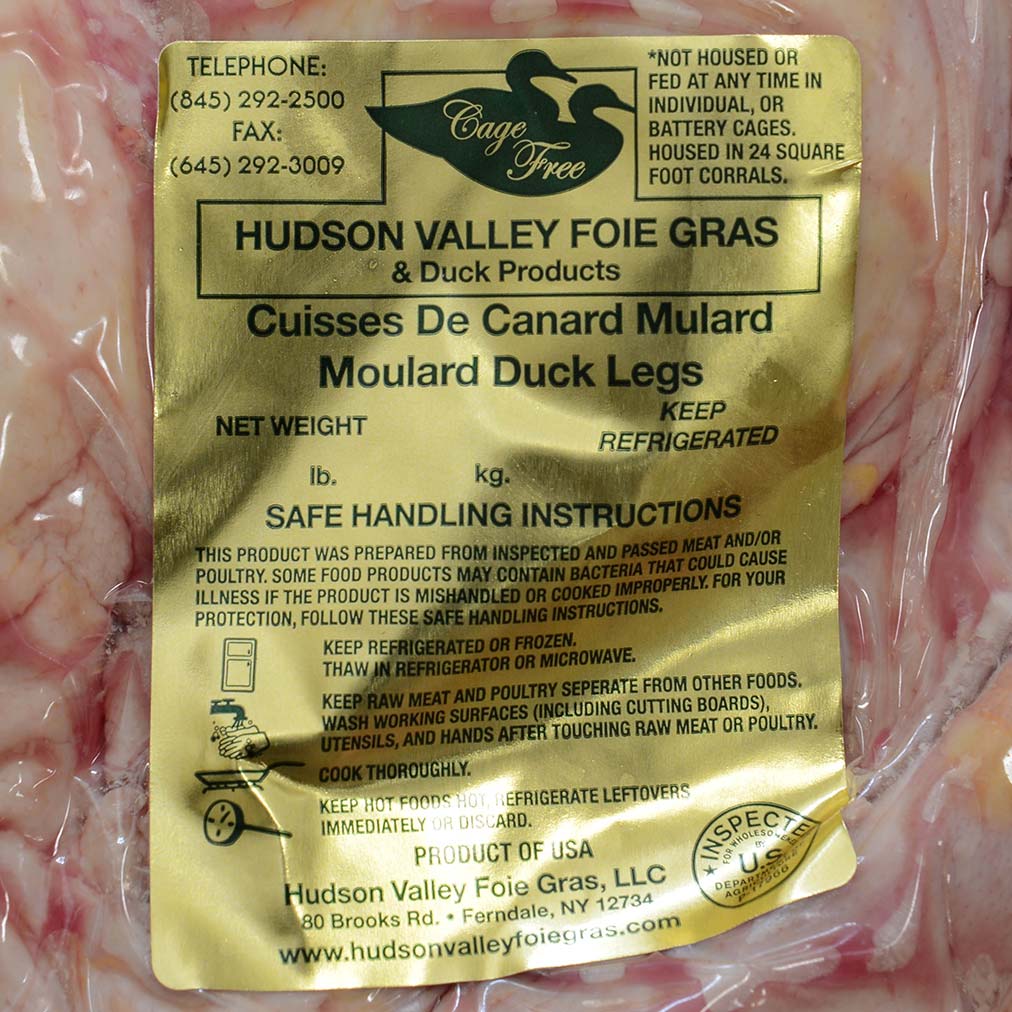 TELEPHONE:
(845) 292-2500
FAX:
(645) 292-3009
Cage
Free
*NOT HOUSED OR
FED AT ANY TIME IN
INDIVIDUAL, OR
BATTERY CAGES.
HOUSED IN 24 SQUARE
FOOT CORRALS.
HUDSON VALLEY FOIE GRAS
& Duck Products
Cuisses De Canard Mulard
Moulard Duck Legs
NET WEIGHT
KEEP
REFRIGERATED
lb. kg.
SAFE HANDLING INSTRUCTIONS
THIS PRODUCT WAS PREPARED FROM INSPECTED AND PASSED MEAT AND/OR
POULTRY. SOME FOOD PRODUCTS MAY CONTAIN BACTERIA THAT COULD CAUSE
ILLNESS IF THE PRODUCT IS MISHANDLED OR COOKED IMPROPERLY. FOR YOUR
PROTECTION, FOLLOW THESE SAFE HANDLING INSTRUCTIONS.
KEEP REFRIGERATED OR FROZEN.
THAW IN REFRIGERATOR OR MICROWAVE.
KEEP RAW MEAT AND POULTRY SEPERATE FROM OTHER FOODS.
WASH WORKING SURFACES (INCLUDING CUTTING BOARDS),
UTENSILS, AND HANDS AFTER TOUCHING RAW MEAT OR POULTRY.
COOK THOROUGHLY.
KEEP HOT FOODS HOT, REFRIGERATE LEFTOVERS
IMMEDIATELY OR DISCARD.
PRODUCT OF USA
Hudson Valley Foie Gras, LLC
80 Brooks Rd. • Ferndale, NY 12734
www.hudsonvalleyfoiegras.com
FOR
BY
U.S.